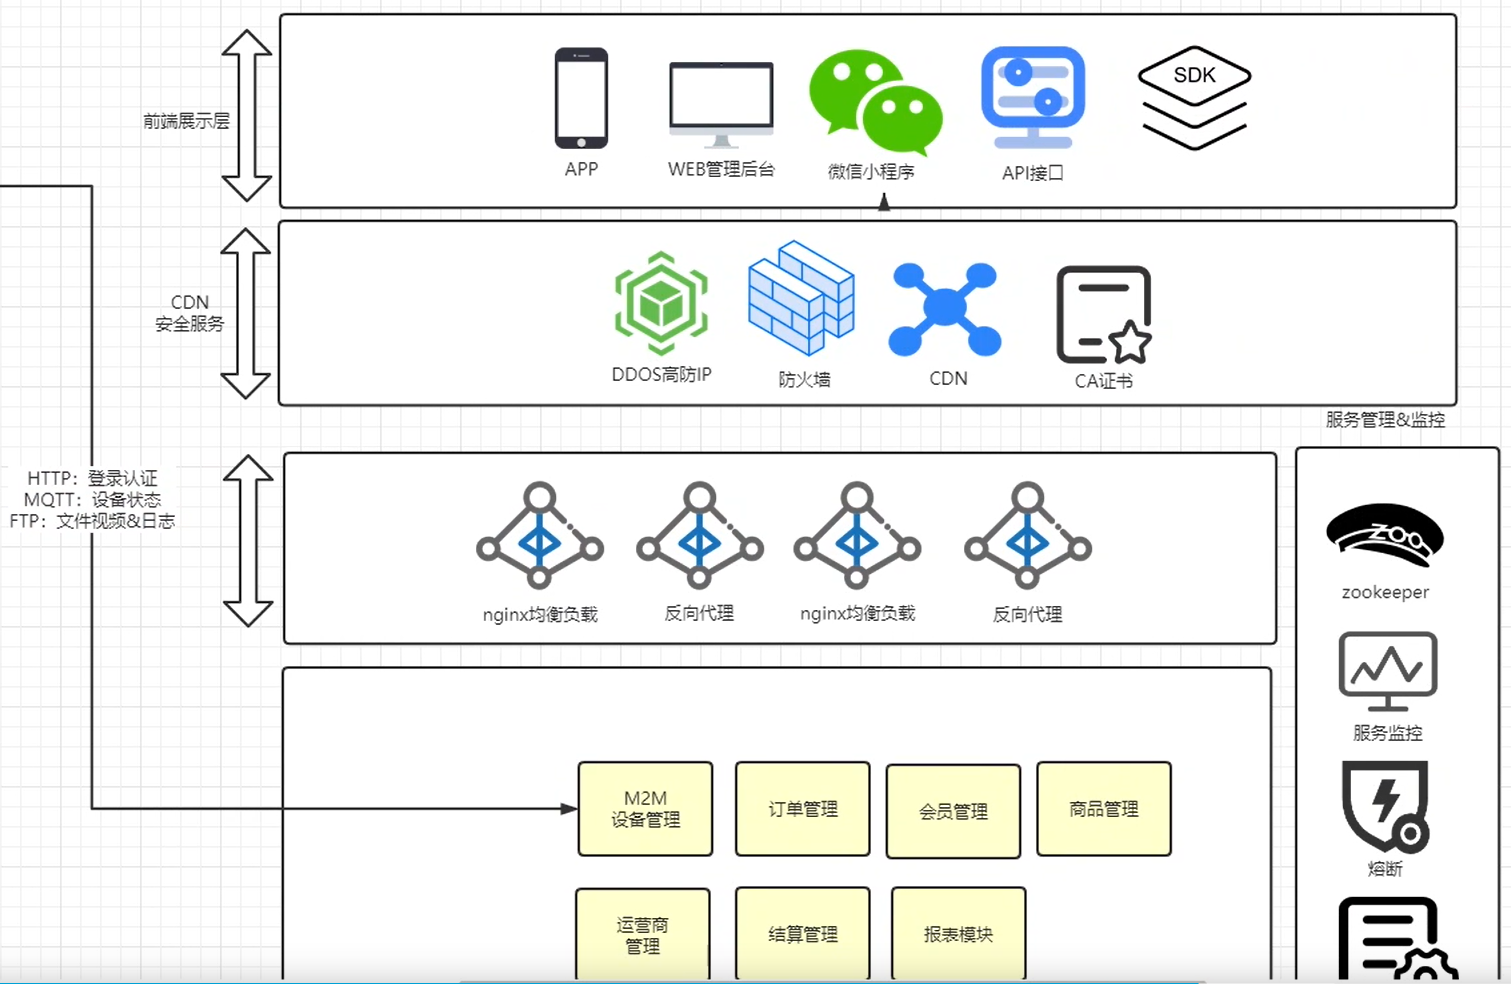 前端展示层
SDK
APP
WEB管理后台
微信小程序
API接口
CDN
安全服务
DDOS高防IP
防火墙
CDN
CA证书
服务管理&监控
HTTP：登录认证
MQTT：设备状态
FTP：文件视频&日志
nginx均衡负载
反向代理
nginx均衡负载
反向代理
ZOO
zookeeper
服务监控
熔断
M2M
设备管理
订单管理
会员管理
商品管理
运营商
管理
结算管理
报表模块